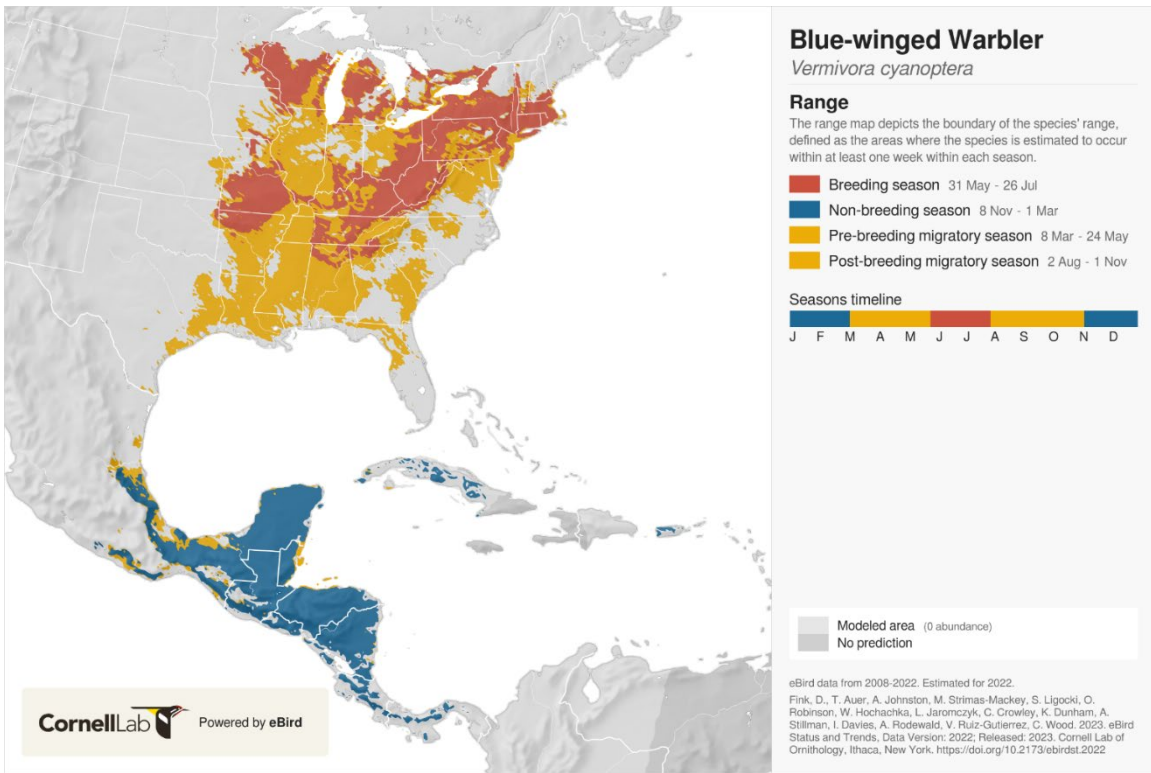 Blue-winged Warbler
Vermivora cyanoptera
Range
The range map depicts the boundary of the species' range,
defined as the areas where the species is estimated to occur
within at least one week within each season.
Breeding season 31 May - 26 Jul
Non-breeding season 8 Nov - 1 Mar
Pre-breeding migratory season 8 Mar - 24 May
Post-breeding migratory season 2 Aug - 1 Nov
Seasons timeline
J F M A M J J A S O N D
Modeled area (0 abundance)
No prediction
eBird data from 2008-2022. Estimated for 2022.
Fink, D., T. Auer, A. Johnston, M. Strimas-Mackey, S. Ligocki, O.
Robinson, W. Hochachka, L. Jaromczyk, C. Crowley, K. Dunham, A.
Stillman, I. Davies, A. Rodewald, V. Ruiz-Gutierrez, C. Wood. 2023. eBird
Status and Trends, Data Version: 2022; Released: 2023. Cornell Lab of
Ornithology, Ithaca, New York. https://doi.org/10.2173/ebirdst.2022
CornellLab Powered by eBird